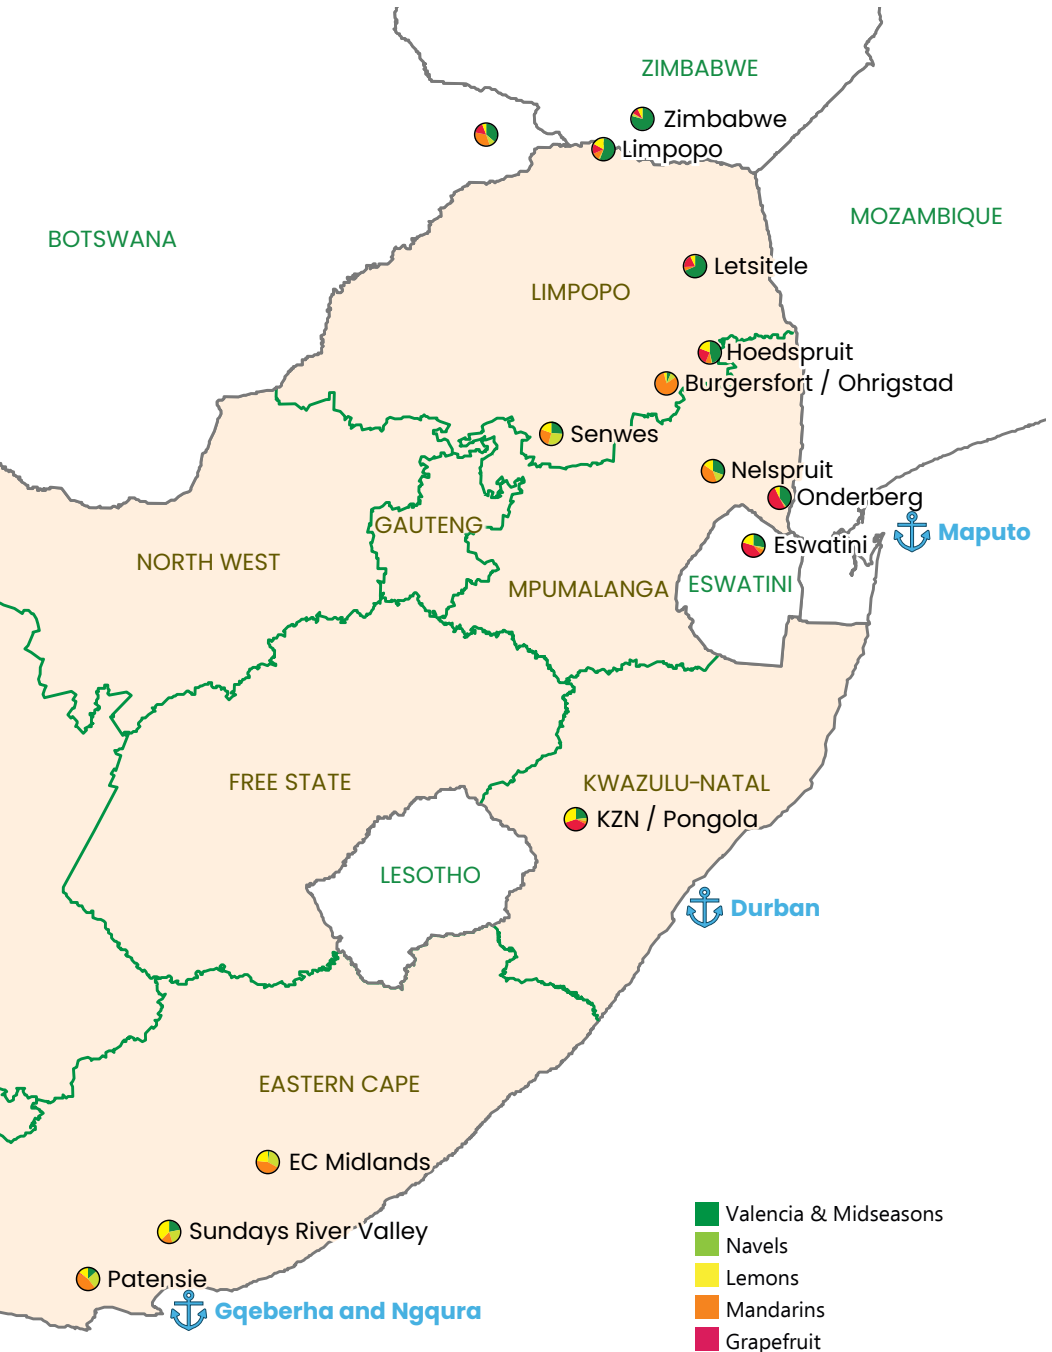 ZIMBABWE
Zimbabwe
Limpopo
MOZAMBIQUE
BOTSWANA
Letsitele
LIMPOPO
Hoedspruit
Burgersfort / Ohrigstad
Senwes
Nelspruit
Onderberg
GAUTENG
Maputo
Eswatini
NORTH WEST
ESWATINI
MPUMALANGA
FREE STATE
KWAZULU-NATAL
KZN / Pongola
LESOTHO
Durban
EASTERN CAPE
EC Midlands
Sundays River Valley
Patensie
Gqeberha and Ngqura
Valencia & Midseasons
Navels
Lemons
Mandarins
Grapefruit